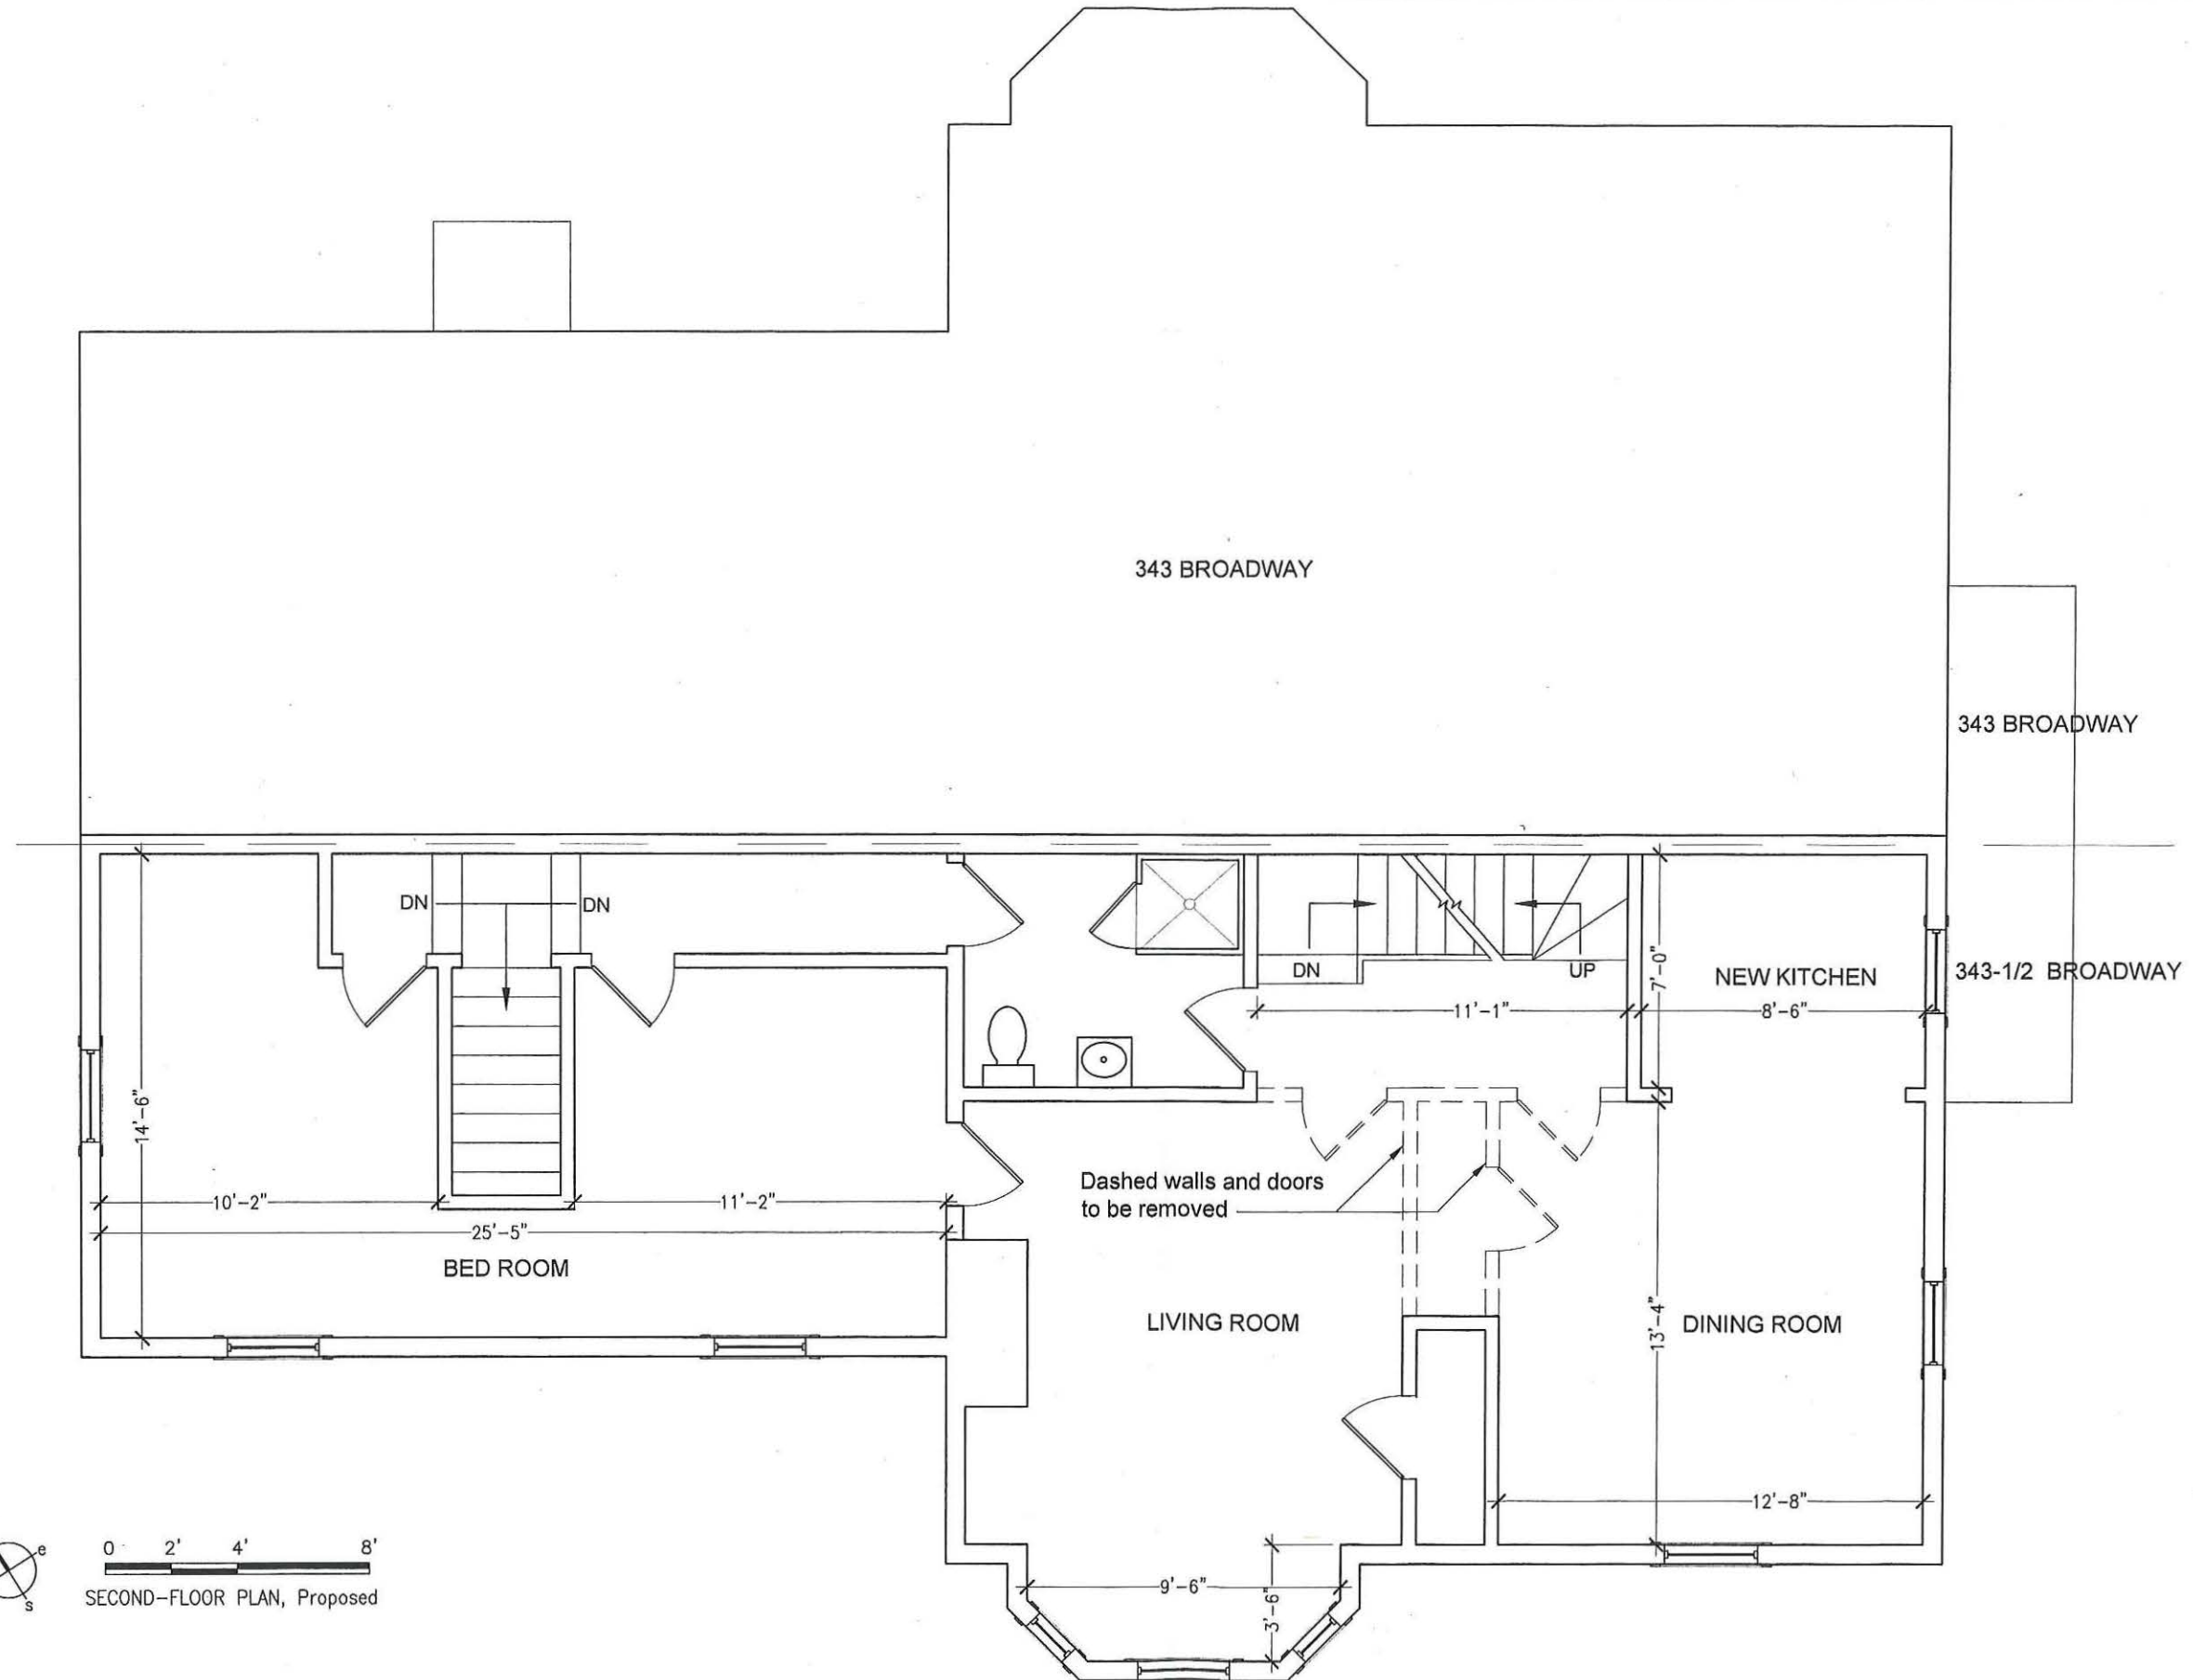 343 BROADWAY
343 BROADWAY
DN
DN
DN
UP
7'-0"
NEW KITCHEN
343-1/2 BROADWAY
11'-1"
8'-6"
14'-6"
Dashed walls and doors
to be removed
10'-2"
11'-2"
25'-5"
BED ROOM
LIVING ROOM
13'-4"
DINING ROOM
12'-8"
9'-6"
3'-6"
e
s
0 2' 4' 8'
SECOND-FLOOR PLAN, Proposed